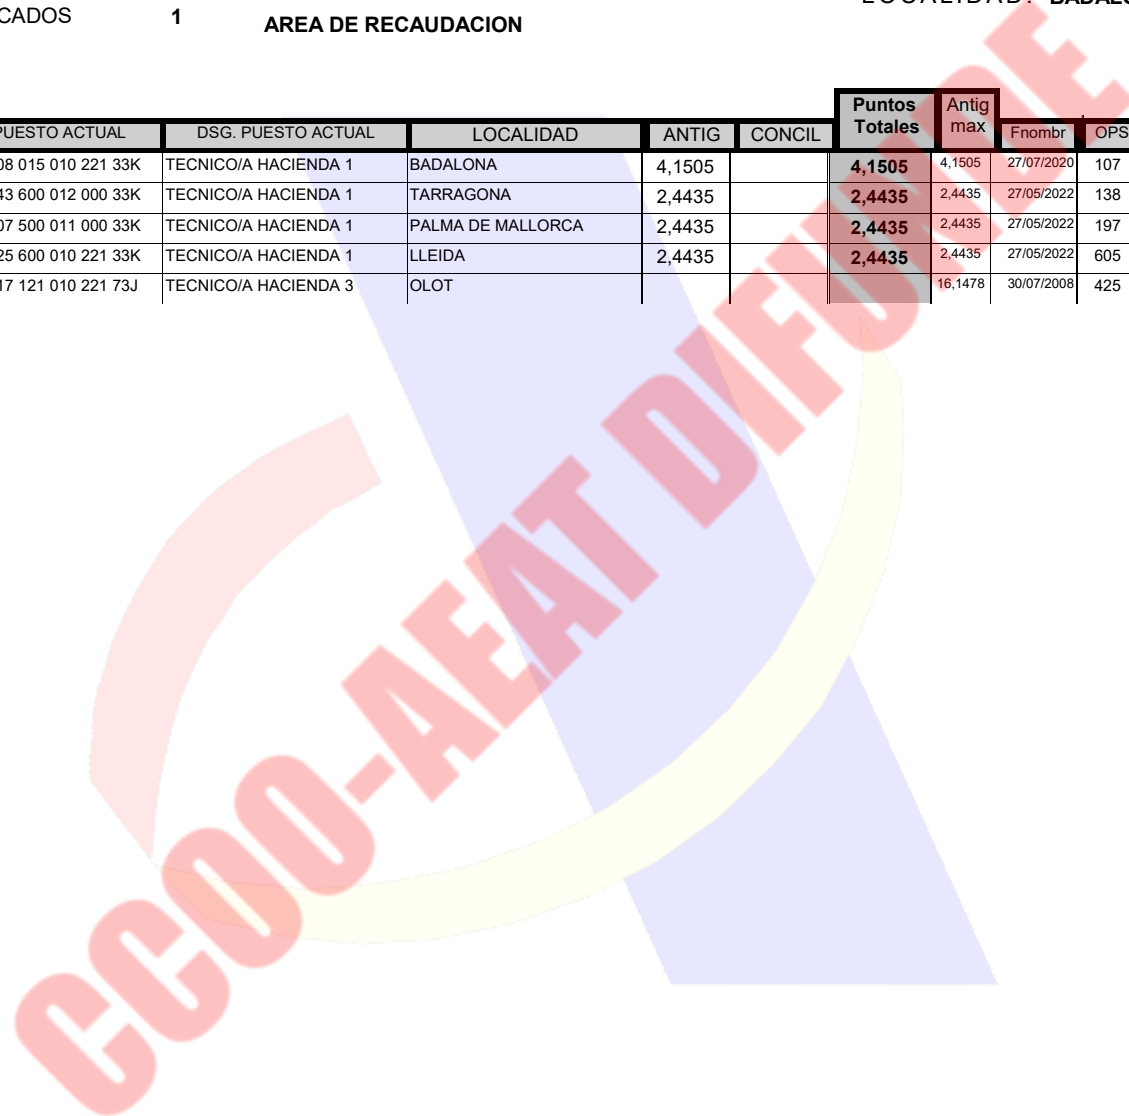 LOCALIDAD:
CADOS 1 AREA DE RECAUDACION
PUESTO ACTUAL DSG. PUESTO ACTUAL LOCALIDAD ANTIG CONCIL Puntos Totales Antig max Fnombr OPS
08 015 010 221 33K TECNICO/A HACIENDA 1 BADALONA 4,1505 4,1505 4,1505 27/07/2020 107
43 600 012 000 33K TECNICO/A HACIENDA 1 TARRAGONA 2,4435 2,4435 2,4435 27/05/2022 138
07 500 011 000 33K TECNICO/A HACIENDA 1 PALMA DE MALLORCA 2,4435 2,4435 2,4435 27/05/2022 197
25 600 010 221 33K TECNICO/A HACIENDA 1 LLEIDA 2,4435 2,4435 2,4435 27/05/2022 605
17 121 010 221 73J TECNICO/A HACIENDA 3 OLOT 16,1478 30/07/2008 425
CCOO-AEAT DIFUNDE